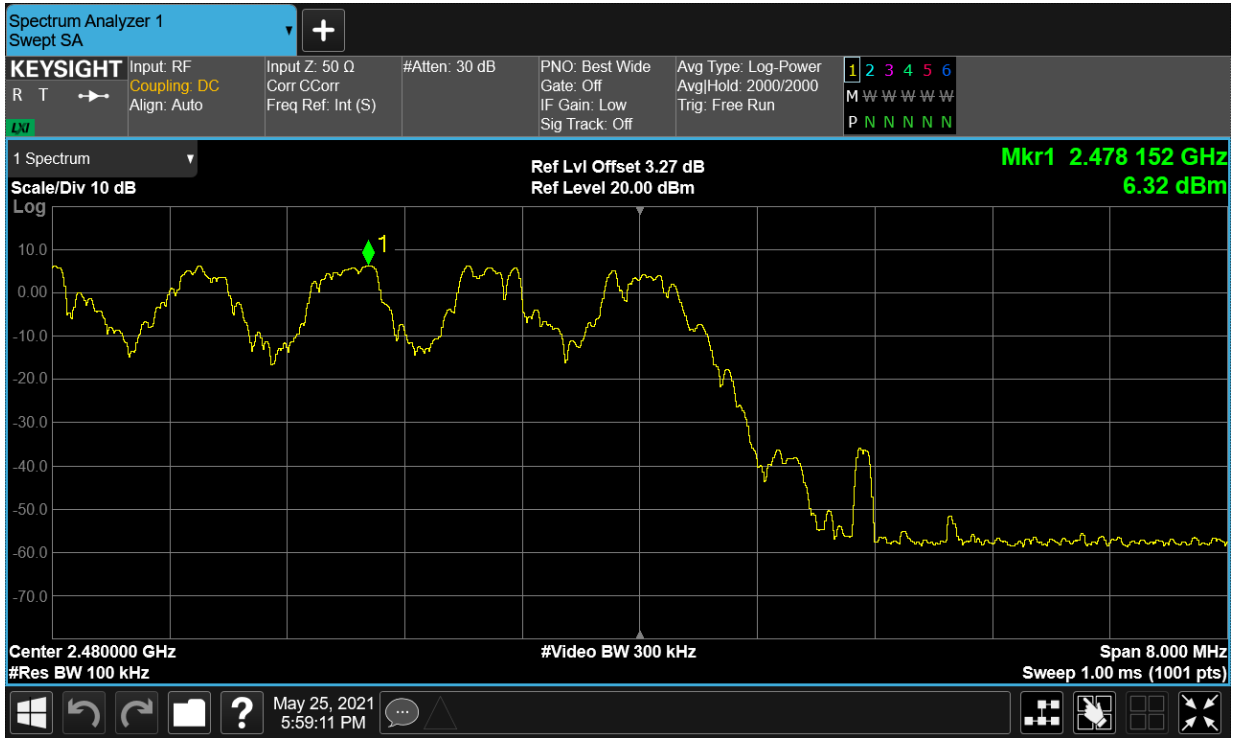 Spectrum Analyzer 1
Swept SA
+
KEYSIGHT
R T
LXI
Input: RF
Coupling: DC
Align: Auto
Input Z: 50 Ω
Corr CCorr
Freq Ref: Int (S)
#Atten: 30 dB
PNO: Best Wide
Gate: Off
IF Gain: Low
Sig Track: Off
Avg Type: Log-Power
Avg|Hold: 2000/2000
Trig: Free Run
1 2 3 4 5 6
M W W W W W
P N N N N N
1 Spectrum
Scale/Div 10 dB
Log
Ref Lvl Offset 3.27 dB
Ref Level 20.00 dBm
Mkr1 2.478 152 GHz
6.32 dBm
1
10.0
0.00
-10.0
-20.0
-30.0
-40.0
-50.0
-60.0
-70.0
Center 2.480000 GHz
#Res BW 100 kHz
#Video BW 300 kHz
Span 8.000 MHz
Sweep 1.00 ms (1001 pts)
?
May 25, 2021
5:59:11 PM